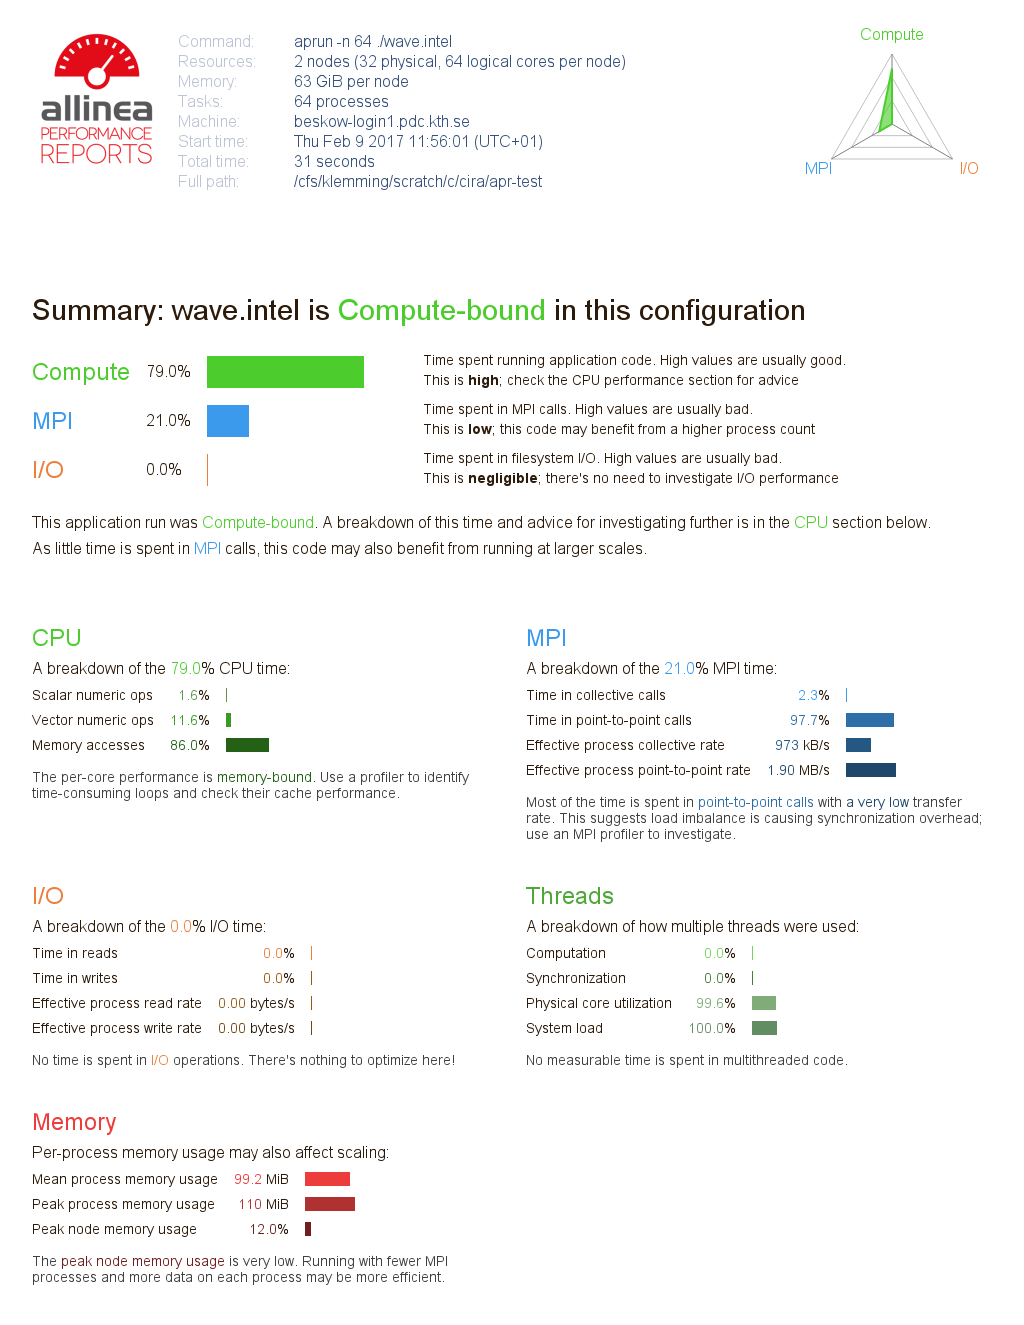 allinea
PERFORMANCE
REPORTS
Command: aprun -n 64 ./wave.intel
Resources: 2 nodes (32 physical, 64 logical cores per node)
Memory: 63 GiB per node
Tasks: 64 processes
Machine: beskow-login1.pdc.kth.se
Start time: Thu Feb 9 2017 11:56:01 (UTC+01)
Total time: 31 seconds
Full path: /cfs/klemming/scratch/c/cira/apr-test
Compute
MPI
I/O
Summary: wave.intel is Compute-bound in this configuration
Compute 79.0%
Time spent running application code. High values are usually good.
This is high; check the CPU performance section for advice
MPI 21.0%
Time spent in MPI calls. High values are usually bad.
This is low; this code may benefit from a higher process count
I/O 0.0%
Time spent in filesystem I/O. High values are usually bad.
This is negligible; there's no need to investigate I/O performance
This application run was Compute-bound. A breakdown of this time and advice for investigating further is in the CPU section below.
As little time is spent in MPI calls, this code may also benefit from running at larger scales.
CPU
A breakdown of the 79.0% CPU time:
Scalar numeric ops 1.6%
Vector numeric ops 11.6%
Memory accesses 86.0%
The per-core performance is memory-bound. Use a profiler to identify
time-consuming loops and check their cache performance.
MPI
A breakdown of the 21.0% MPI time:
Time in collective calls 2.3%
Time in point-to-point calls 97.7%
Effective process collective rate 973 kB/s
Effective process point-to-point rate 1.90 MB/s
Most of the time is spent in point-to-point calls with a very low transfer
rate. This suggests load imbalance is causing synchronization overhead;
use an MPI profiler to investigate.
I/O
A breakdown of the 0.0% I/O time:
Time in reads 0.0%
Time in writes 0.0%
Effective process read rate 0.00 bytes/s
Effective process write rate 0.00 bytes/s
No time is spent in I/O operations. There's nothing to optimize here!
Threads
A breakdown of how multiple threads were used:
Computation 0.0%
Synchronization 0.0%
Physical core utilization 99.6%
System load 100.0%
No measurable time is spent in multithreaded code.
Memory
Per-process memory usage may also affect scaling:
Mean process memory usage 99.2 MiB
Peak process memory usage 110 MiB
Peak node memory usage 12.0%
The peak node memory usage is very low. Running with fewer MPI
processes and more data on each process may be more efficient.